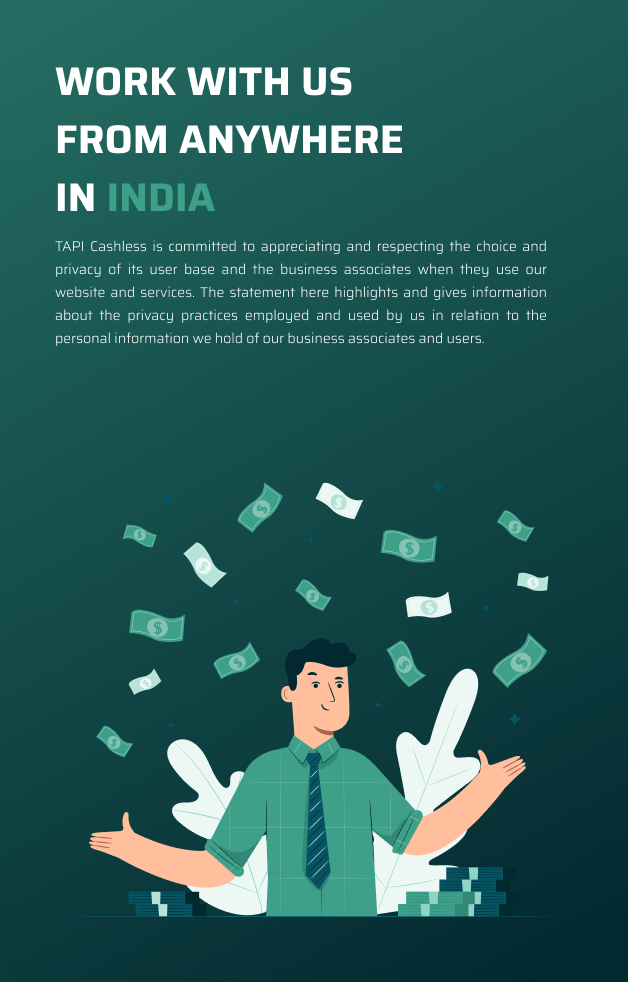 WORK WITH US
FROM ANYWHERE
IN INDIA
TAPI Cashless is committed to appreciating and respecting the choice and
privacy of its user base and the business associates when they use our
website and services. The statement here highlights and gives information
about the privacy practices employed and used by us in relation to the
personal information we hold of our business associates and users.